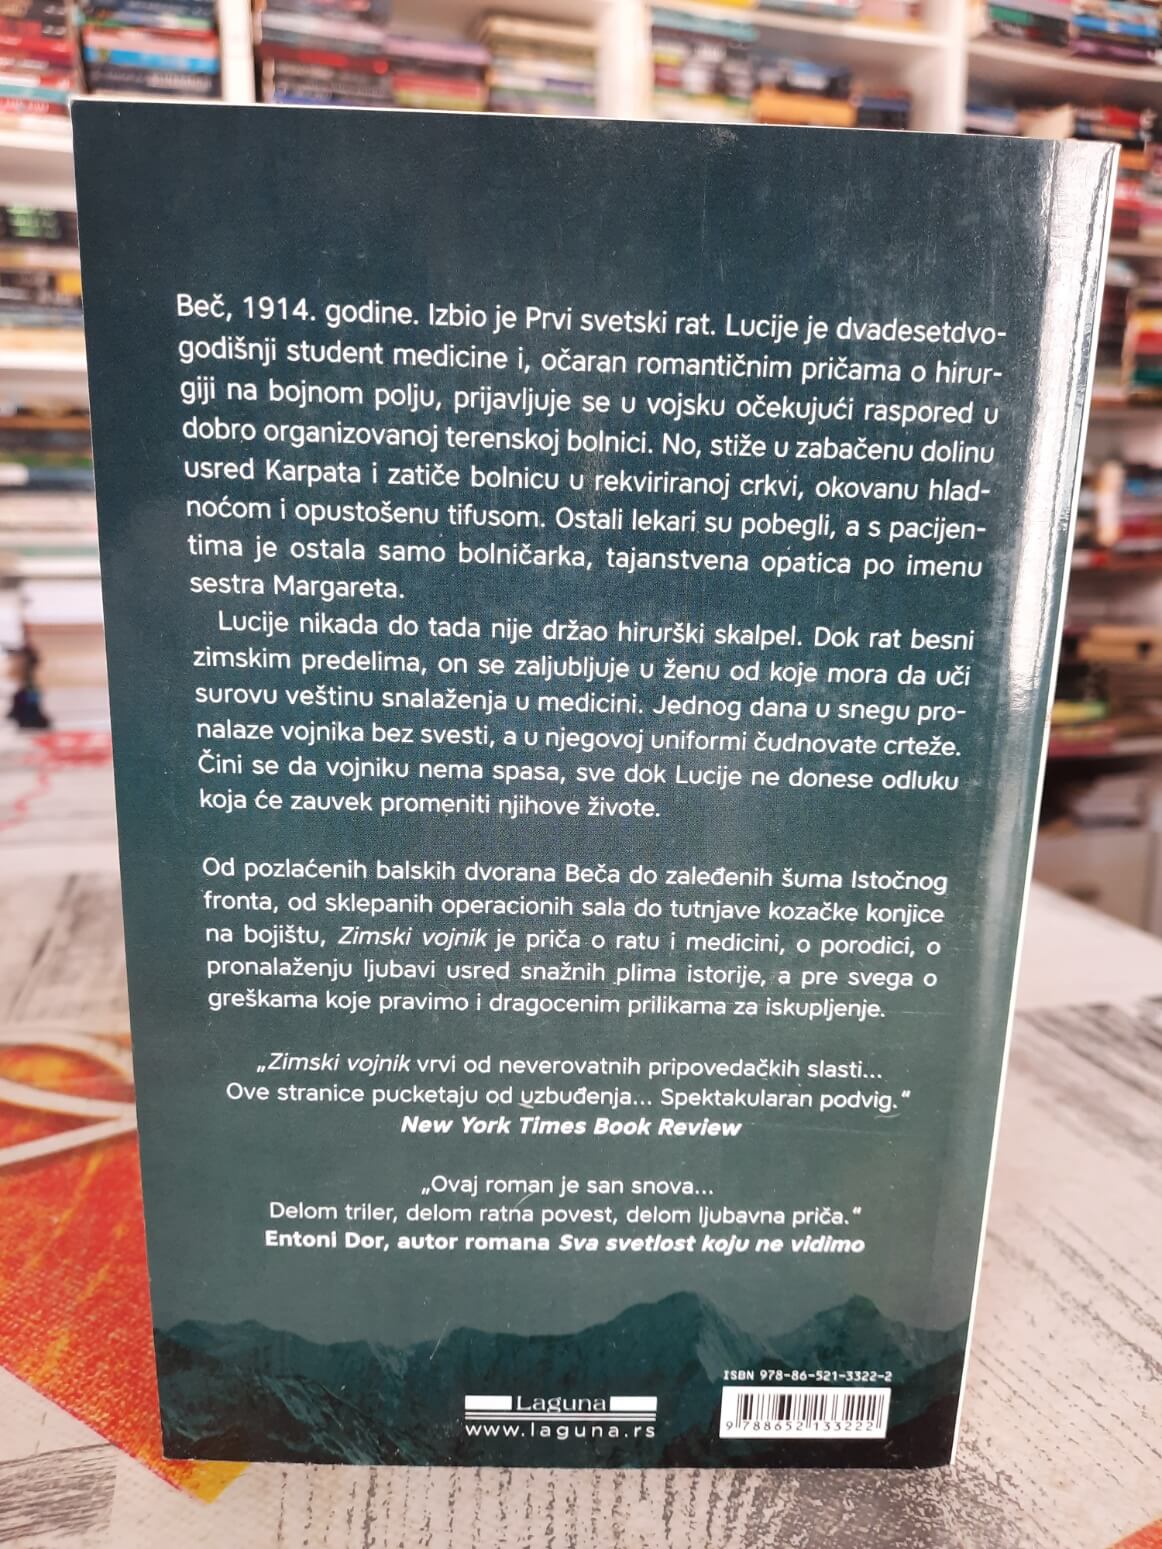 Beč, 1914. godine. Izbio je Prvi svetski rat. Lucije je dvadesetdvo-
godišnji student medicine i, očaran romantičnim pričama o hirur-
giji na bojnom polju, prijavljuje se u vojsku očekujući raspored u
dobro organizovanoj terenskoj bolnici. No, stiže u zabačenu dolinu
usred Karpata i zatiče bolnicu u rekviriranoj crkvi, okovanu hlad-
noćom i opustošenu tifusom. Ostali lekari su pobegli, a s pacijen-
tima je ostala samo bolničarka, tajanstvena opatica po imenu
sestra Margareta.
Lucije nikada do tada nije držao hirurški skalpel. Dok rat besni
zimskim predelima, on se zaljubljuje u ženu od koje mora da uči
surovu veštinu snalaženja u medicini. Jednog dana u snegu pro-
nalaze vojnika bez svesti, a u njegovoj uniformi čudnovate crteže.
Čini se da vojniku nema spasa, sve dok Lucije ne donese odluku
koja će zauvek promeniti njihove živote.
Od pozlaćenih balskih dvorana Beča do zaleđenih šuma Istočnog
fronta, od sklepanih operacionih sala do tutnjave kozačke konjice
na bojištu, Zimski vojnik je priča o ratu i medicini, o porodici, o
pronalaženju ljubavi usred snažnih plima istorije, a pre svega o
greškama koje pravimo i dragocenim prilikama za iskupljenje.
„Zimski vojnik vrvi od neverovatnih pripovedačkih slasti...
Ove stranice pucketaju od uzbuđenja... Spektakularan podvig.“
New York Times Book Review
„Ovaj roman je san snova...
Delom triler, delom ratna povest, delom ljubavna priča.“
Entoni Dor, autor romana Sva svetlost koju ne vidimo
ISBN 978-86-521-3322-2
9 788652 133222
Laguna
www.laguna.rs